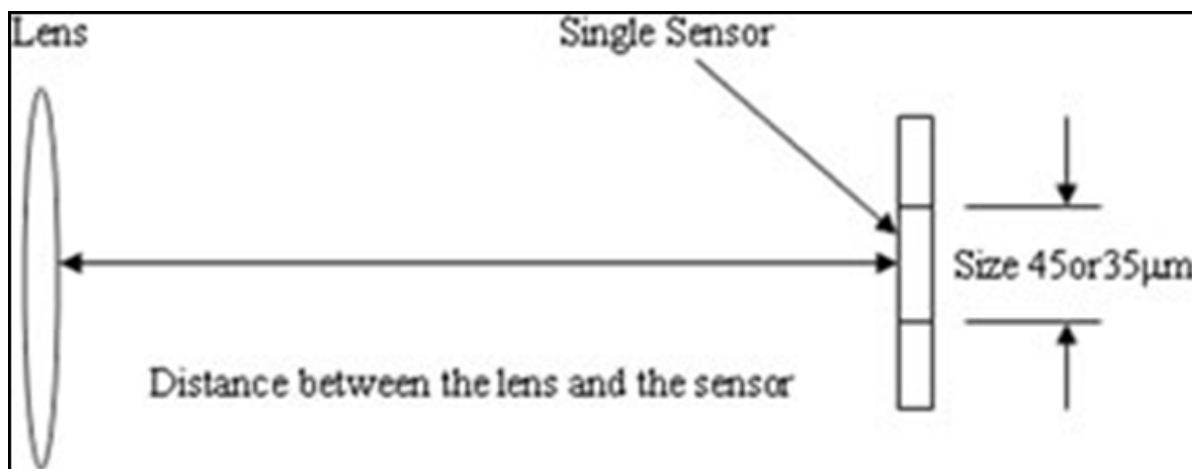 Lens
Single Sensor
Size 45or35μm
Distance between the lens and the sensor